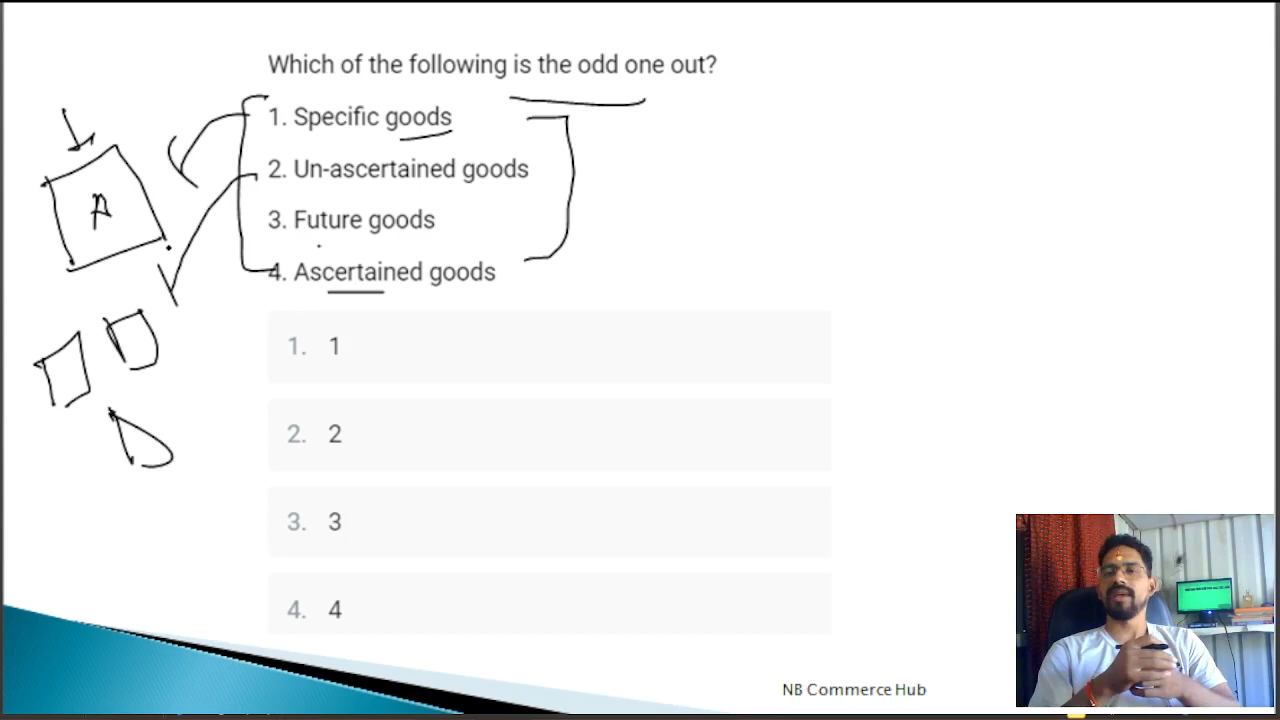 Which of the following is the odd one out?
1. Specific goods
2. Un-ascertained goods
3. Future goods
4. Ascertained goods
A
1. 1
2. 2
3. 3
4. 4
NB Commerce Hub